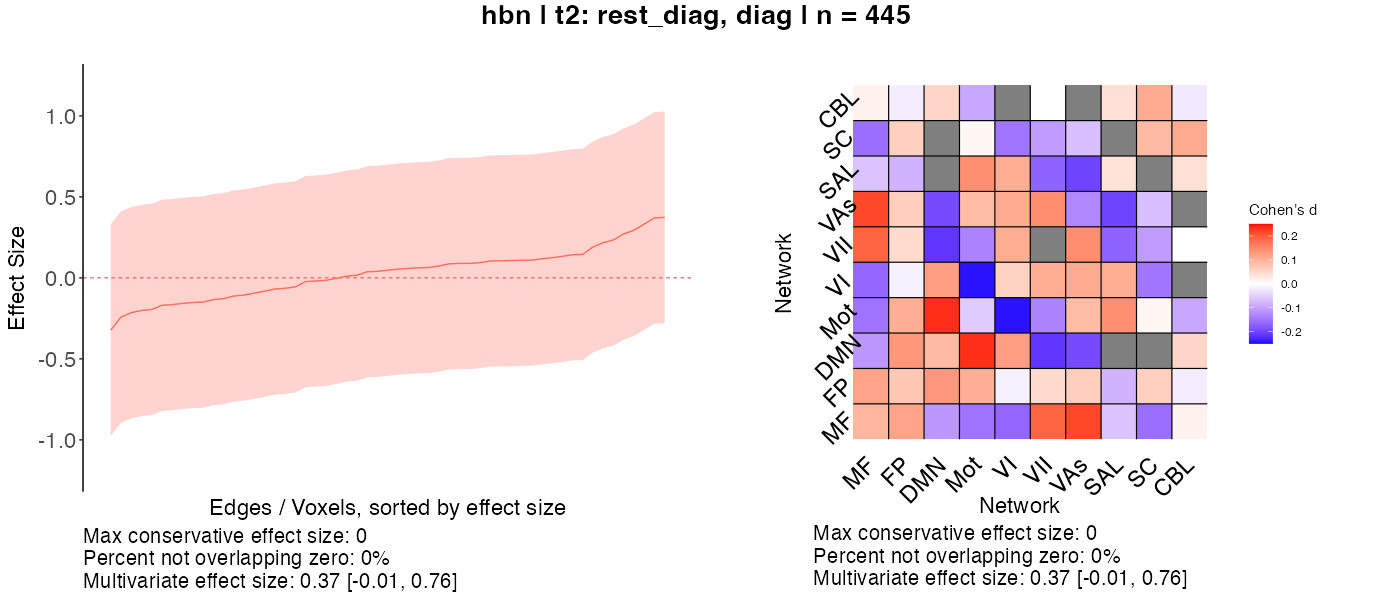 hbn | t2: rest_diag, diag | n = 445
Effect Size
1.0
0.5
0.0
-0.5
-1.0
Edges / Voxels, sorted by effect size
Max conservative effect size: 0
Percent not overlapping zero: 0%
Multivariate effect size: 0.37 [-0.01, 0.76]
Network
CBL
SC
SAL
VAs
VII
VI
Mot
DMN
FP
MF
MF
FP
DMN
Mot
VI
VII
VAs
SAL
SC
CBL
Network
Cohen's d
0.2
0.1
0.0
-0.1
-0.2
Max conservative effect size: 0
Percent not overlapping zero: 0%
Multivariate effect size: 0.37 [-0.01, 0.76]